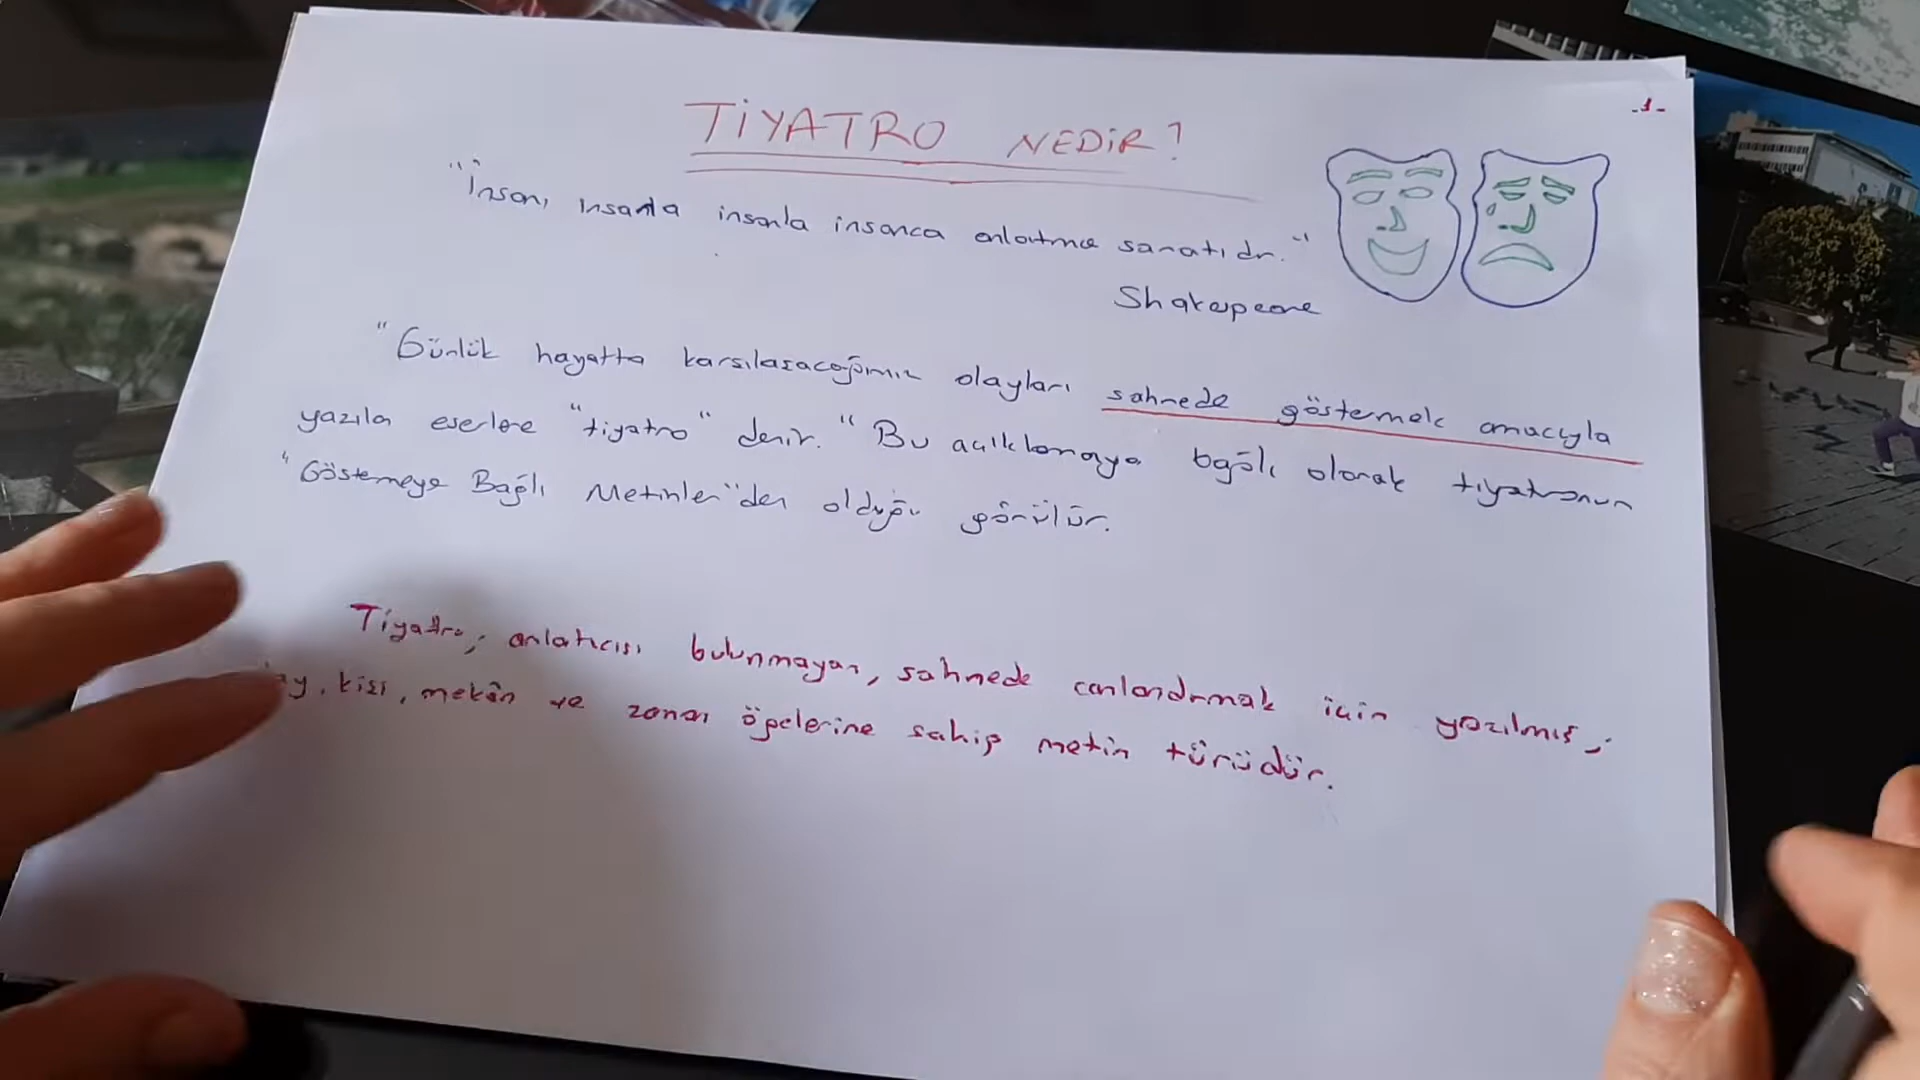 -1-
TİYATRO NEDİR?
"İnsanı insanla insanla insanca anlatma sanatıdır."
Shakespeare
"Günlük hayatta karşılaşacağımız olayları sahnede göstermek amacıyla
yazılan eserlere "tiyatro" denir." Bu açıklamaya bağlı olarak tiyatronun
"Göstermeye Bağlı Metinler"den olduğu görülür.
Tiyatro; anlatıcısı bulunmayan, sahnede canlandırmak için yazılmış;
kişi, mekân ve zaman öğelerine sahip metin türüdür.